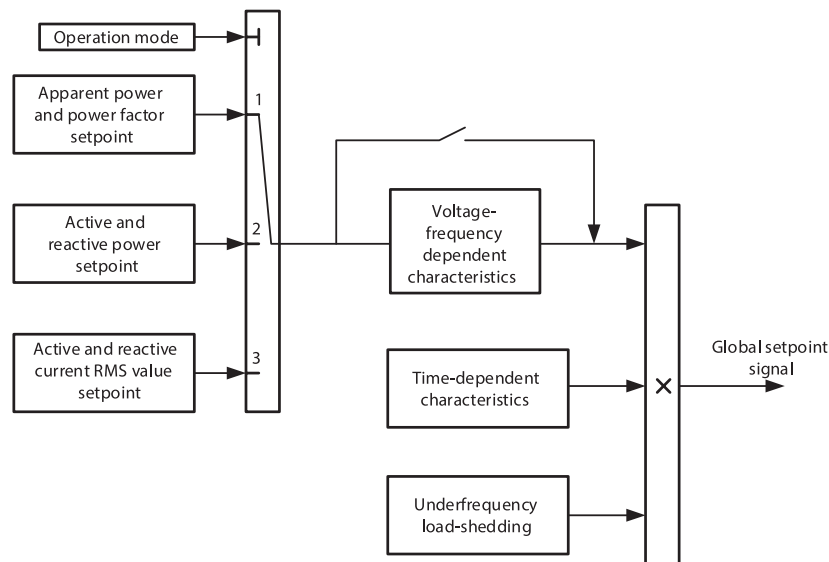 Operation mode
Apparent power
and power factor
setpoint
1
Active and
reactive power
setpoint
2
Active and reactive
current RMS value
setpoint
3
Voltage-
frequency
dependent
characteristics
Time-dependent
characteristics
Underfrequency
load-shedding
×
Global setpoint
signal